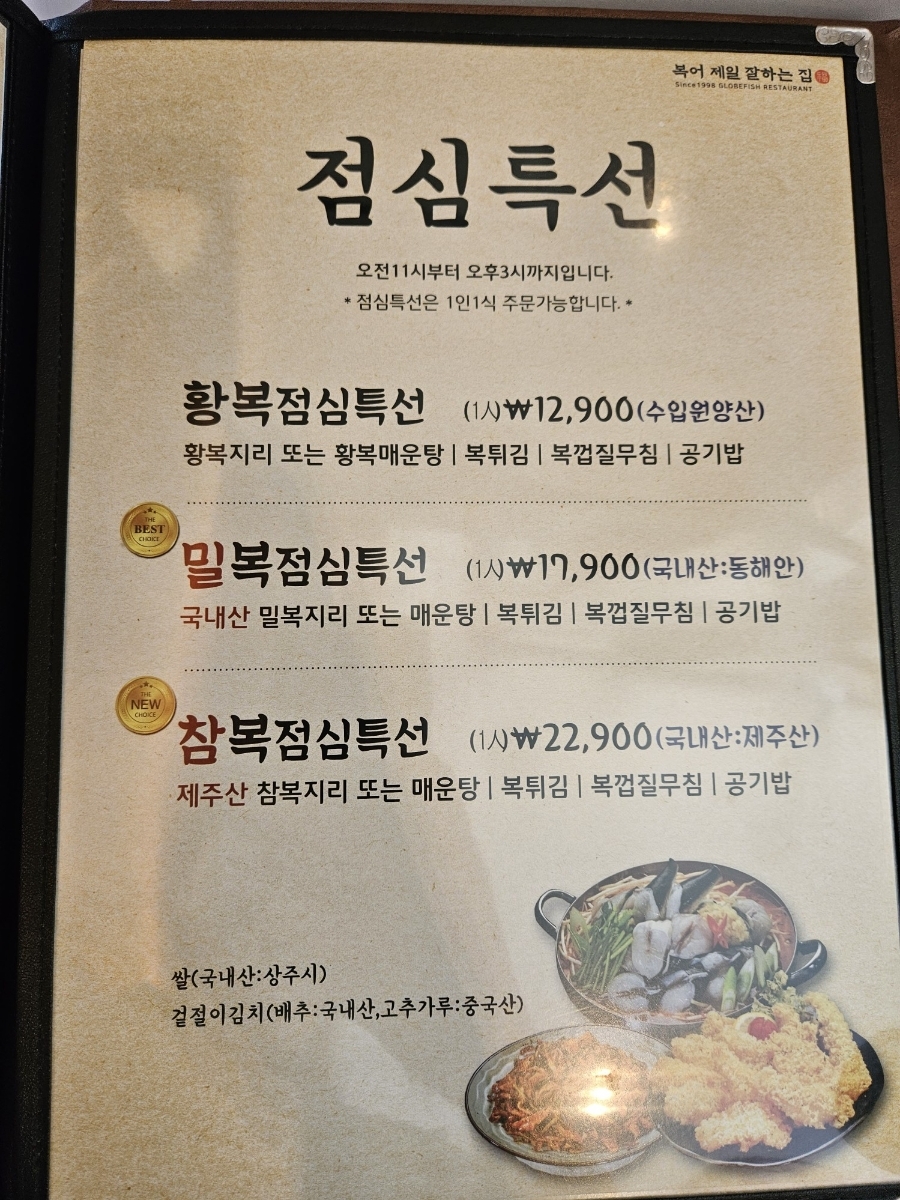 복어 제일 잘하는 집
Since1998 GLOBEFISH RESTAURANT
점심특선
오전11시부터 오후3시까지입니다.
* 점심특선은 1인1식 주문가능합니다. *
황복점심특선 (1人)₩12,900(수입원양산)
황복지리 또는 황복매운탕 | 복튀김 | 복껍질무침 | 공기밥
THE
BEST
CHOICE
밀복점심특선 (1人)₩17,900(국내산:동해안)
국내산 밀복지리 또는 매운탕 | 복튀김 | 복껍질무침 | 공기밥
THE
NEW
CHOICE
참복점심특선 (1人)₩22,900(국내산:제주산)
제주산 참복지리 또는 매운탕 | 복튀김 | 복껍질무침 | 공기밥
쌀(국내산:상주시)
겉절이김치(배추:국내산,고추가루:중국산)